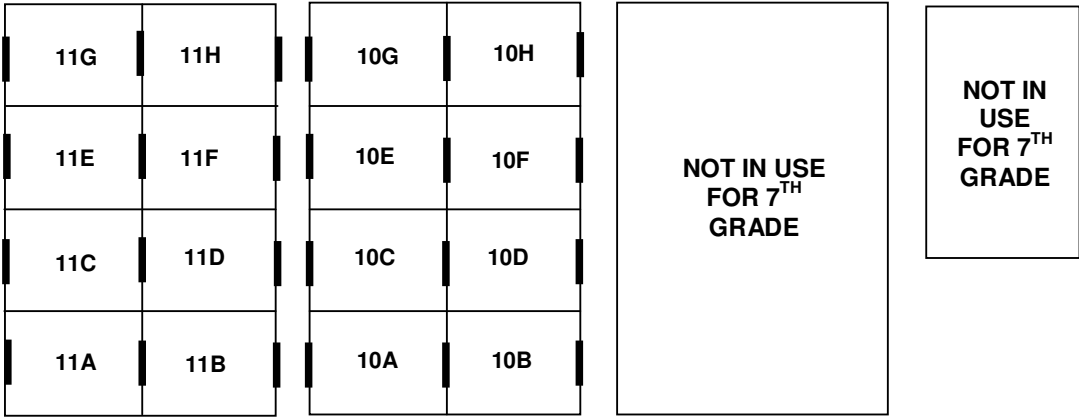 11G 11H 10G 10H
11E 11F 10E 10F
11C 11D 10C 10D
11A 11B 10A 10B
NOT IN USE
FOR 7TH
GRADE
NOT IN
USE
FOR 7TH
GRADE